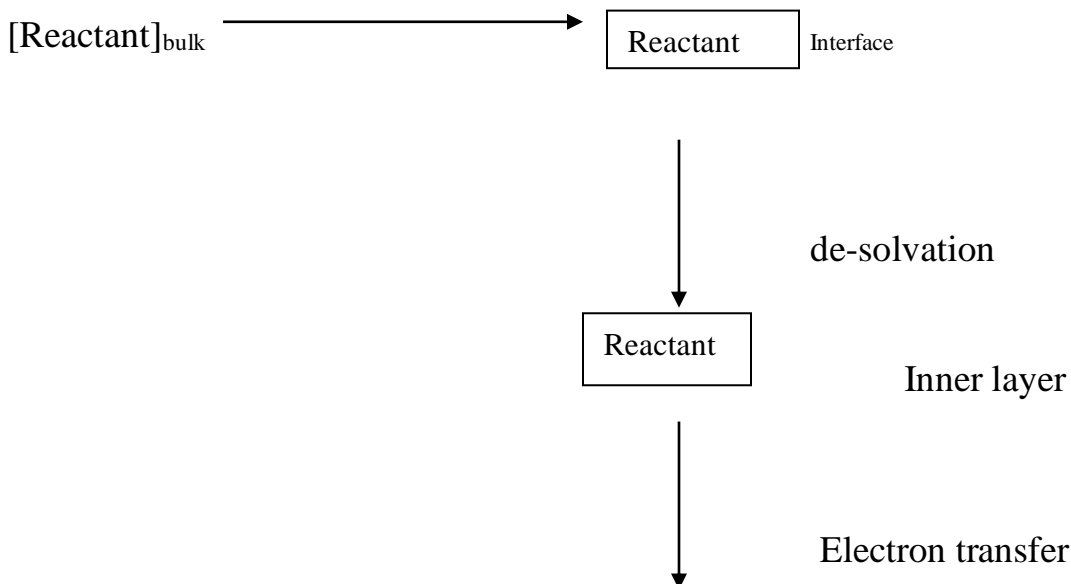 [Reactant]bulk
Reactant
Interface
de-solvation
Reactant
Inner layer
Electron transfer